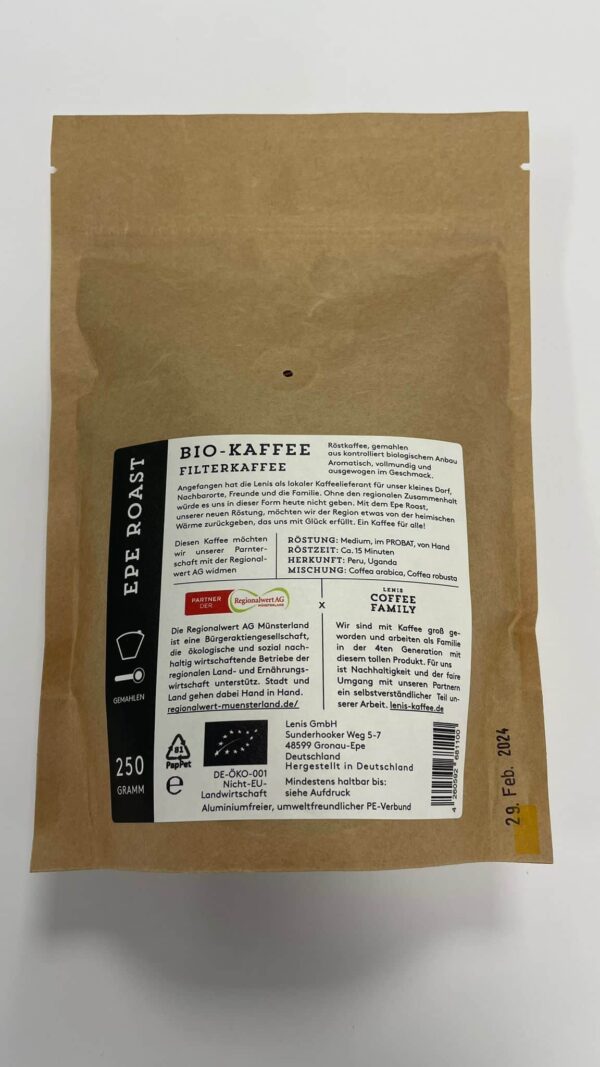 EPE ROAST
GEMAHLEN
250
GRAMM
BIO-KAFFEE
FILTERKAFFEE
Röstkaffee, gemahlen
aus kontrolliert biologischem Anbau
Aromatisch, vollmundig und
ausgewogen im Geschmack.
Angefangen hat die Lenis als lokaler Kaffeelieferant für unser kleines Dorf,
Nachbarorte, Freunde und die Familie. Ohne den regionalen Zusammenhalt
würde es uns in dieser Form heute nicht geben. Mit dem Epe Roast,
unserer neuen Röstung, möchten wir der Region etwas von der heimischen
Wärme zurückgeben, das uns mit Glück erfüllt. Ein Kaffee für alle!
Diesen Kaffee möchten
wir unserer Parnter-
schaft mit der Regional-
wert AG widmen
RÖSTUNG: Medium, im PROBAT, von Hand
RÖSTZEIT: Ca. 15 Minuten
HERKUNFT: Peru, Uganda
MISCHUNG: Coffea arabica, Coffea robusta
PARTNER
DER
Regionalwert AG
MÜNSTERLAND
x
LENIS
COFFEE
FAMILY
Die Regionalwert AG Münsterland
ist eine Bürgeraktiengesellschaft,
die ökologische und sozial nach-
haltig wirtschaftende Betriebe der
regionalen Land- und Ernährungs-
wirtschaft unterstütz. Stadt und
Land gehen dabei Hand in Hand.
regionalwert-muensterland.de/
Wir sind mit Kaffee groß ge-
worden und arbeiten als Familie
in der 4ten Generation mit
diesem tollen Produkt. Für uns
ist Nachhaltigkeit und der faire
Umgang mit unseren Partnern
ein selbstverständlicher Teil un-
serer Arbeit. lenis-kaffee.de
81
PapPet
e
DE-ÖKO-001
Nicht-EU-
Landwirtschaft
Lenis GmbH
Sunderhooker Weg 5-7
48599 Gronau-Epe
Deutschland
Hergestellt in Deutschland
Mindestens haltbar bis:
siehe Aufdruck
Aluminiumfreier, umweltfreundlicher PE-Verbund
4 260592 681100
29. Feb. 2024